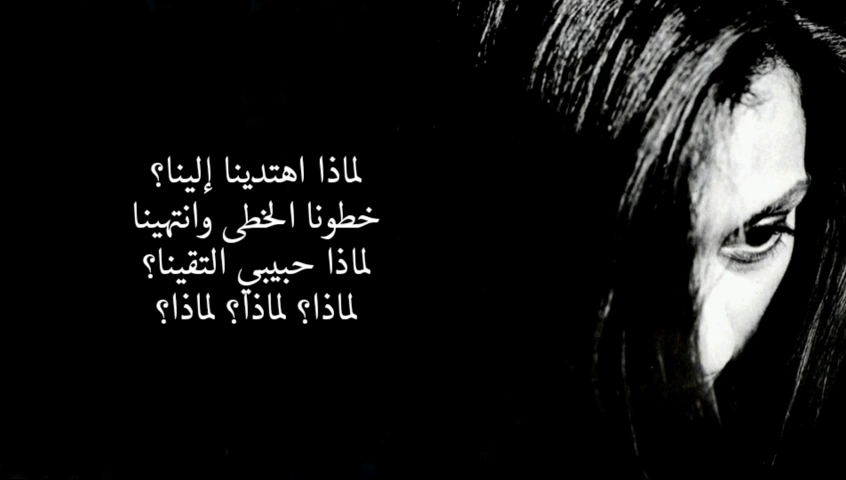 لماذا اهتدينا إلينا؟
خطونا الخطى وانتهينا
لماذا حبيبي التقينا؟
لماذا؟ لماذا؟ لماذا؟